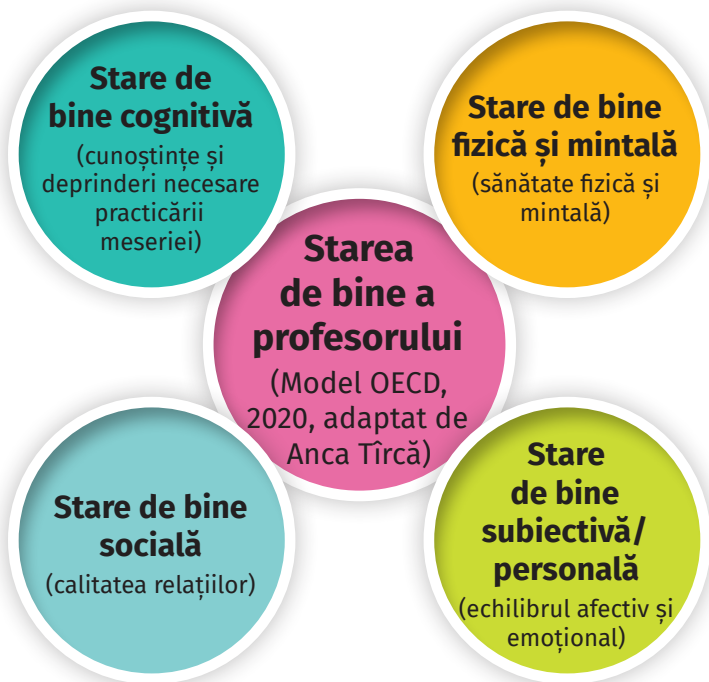 Stare de
bine cognitivă
(cunoștințe și
deprinderi necesare
practicării
meseriei)
Stare de bine
fizică și mintală
(sănătate fizică și
mintală)
Starea
de bine a
profesorului
(Model OECD,
2020, adaptat de
Anca Tîrcă)
Stare de bine
socială
(calitatea relațiilor)
Stare
de bine
subiectivă/
personală
(echilibrul afectiv și
emoțional)